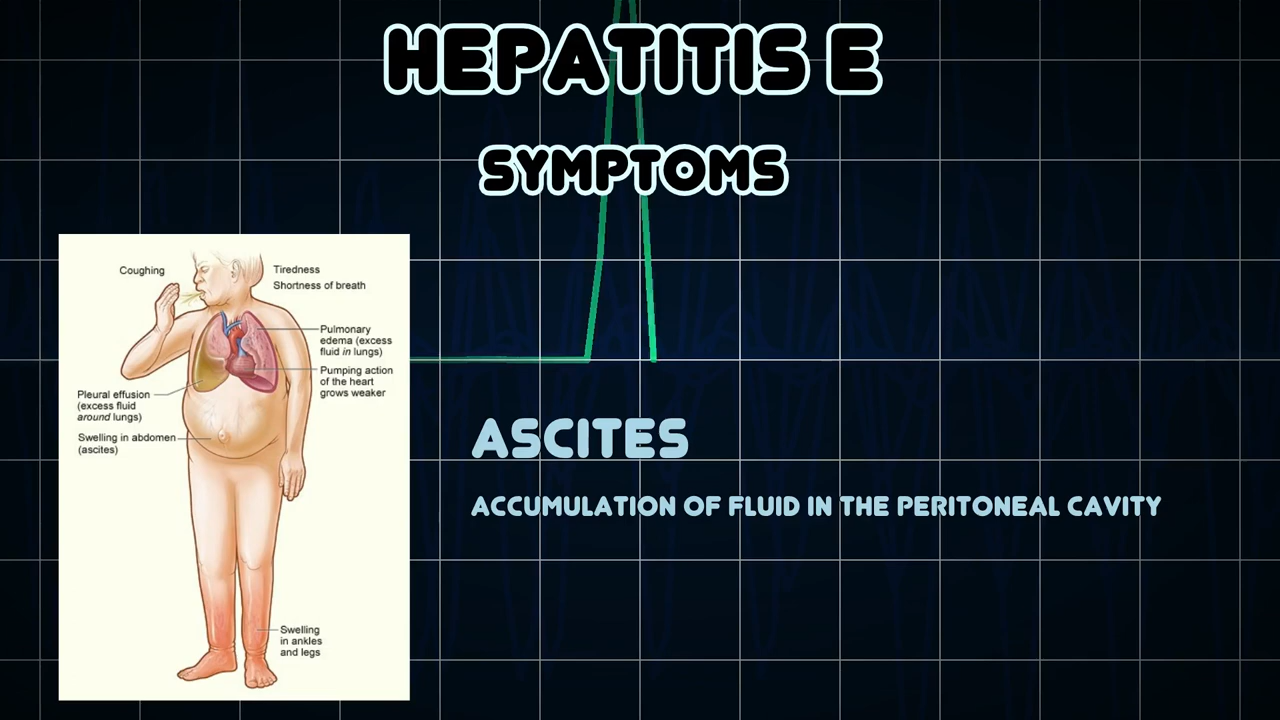 HEPATITIS E
SYMPTOMS
Coughing
Tiredness
Shortness of breath
Pulmonary
edema (excess
fluid in lungs)
Pumping action
of the heart
grows weaker
Pleural effusion
(excess fluid
around lungs)
Swelling in abdomen
(ascites)
Swelling
in ankles
and legs
ASCITES
ACCUMULATION OF FLUID IN THE PERITONEAL CAVITY